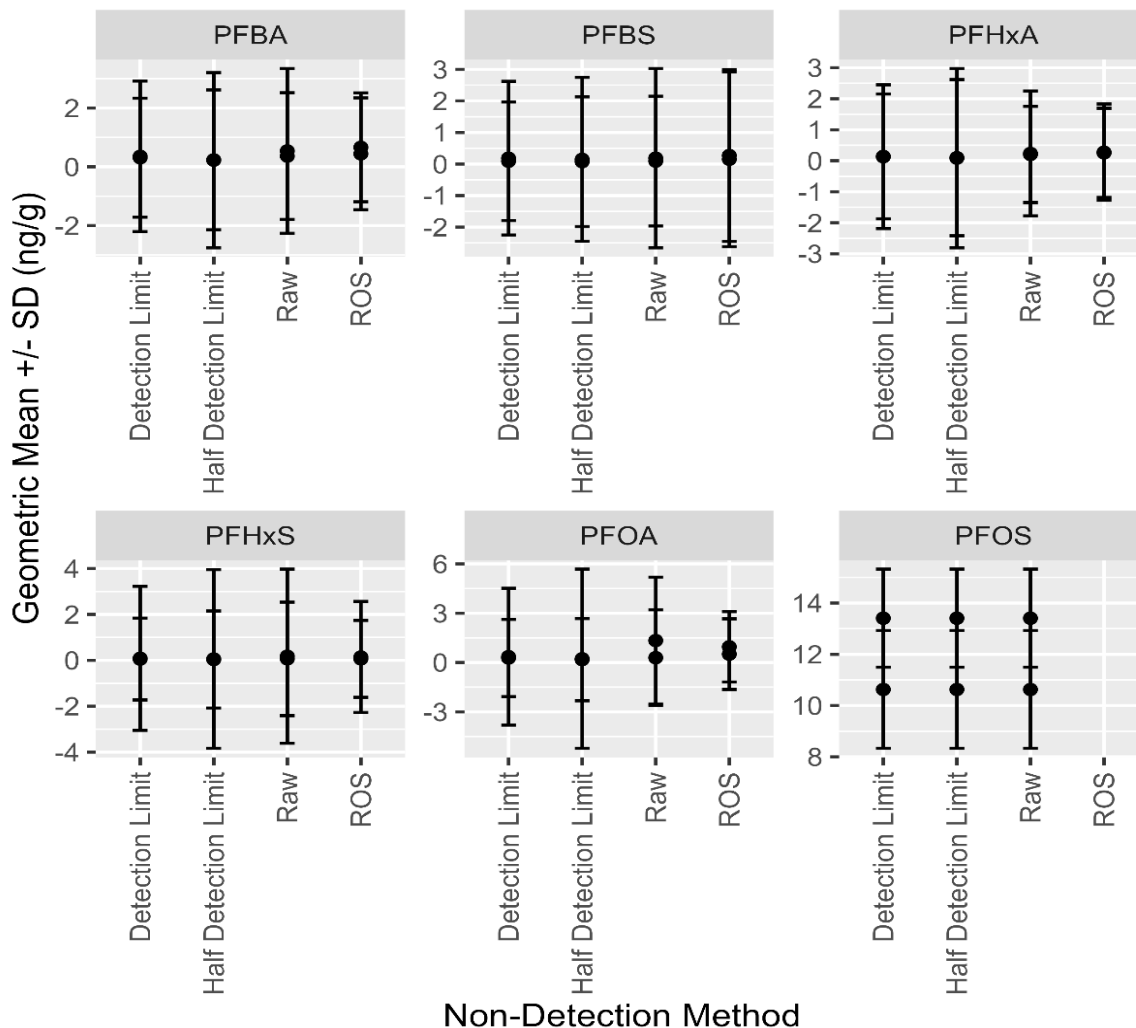 PFBA
PFBS
PFHxA
2
0
-2
3
2
1
0
-1
-2
3
2
1
0
-1
-2
-3
Detection Limit
Half Detection Limit
Raw
ROS
Detection Limit
Half Detection Limit
Raw
ROS
Detection Limit
Half Detection Limit
Raw
ROS
Geometric Mean +/- SD (ng/g)
PFHxS
PFOA
PFOS
4
2
0
-2
-4
6
3
0
-3
14
12
10
8
Detection Limit
Half Detection Limit
Raw
ROS
Detection Limit
Half Detection Limit
Raw
ROS
Detection Limit
Half Detection Limit
Raw
ROS
Non-Detection Method